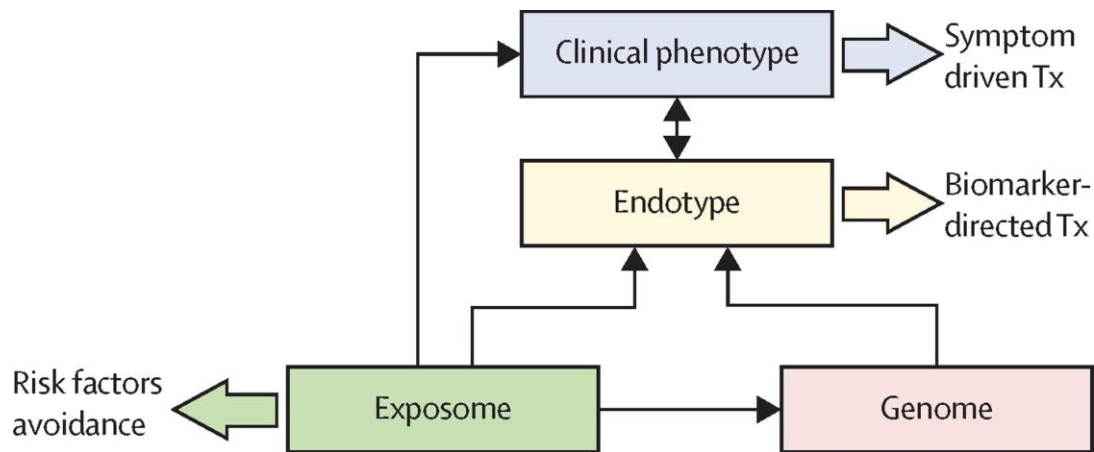 Clinical phenotype
Symptom
driven Tx
Endotype
Biomarker-
directed Tx
Risk factors
avoidance
Exposome
Genome